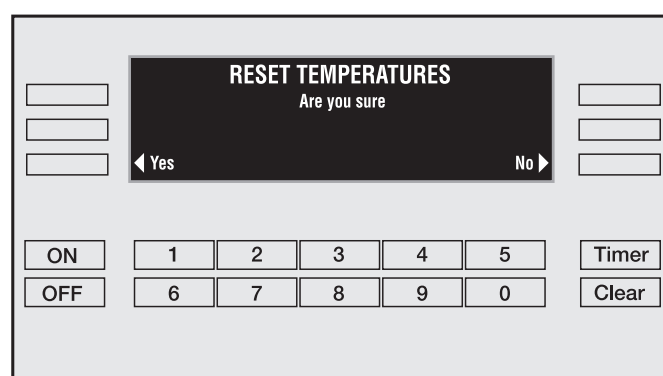 RESET TEMPERATURES
Are you sure
Yes No
ON 1 2 3 4 5 Timer
OFF 6 7 8 9 0 Clear